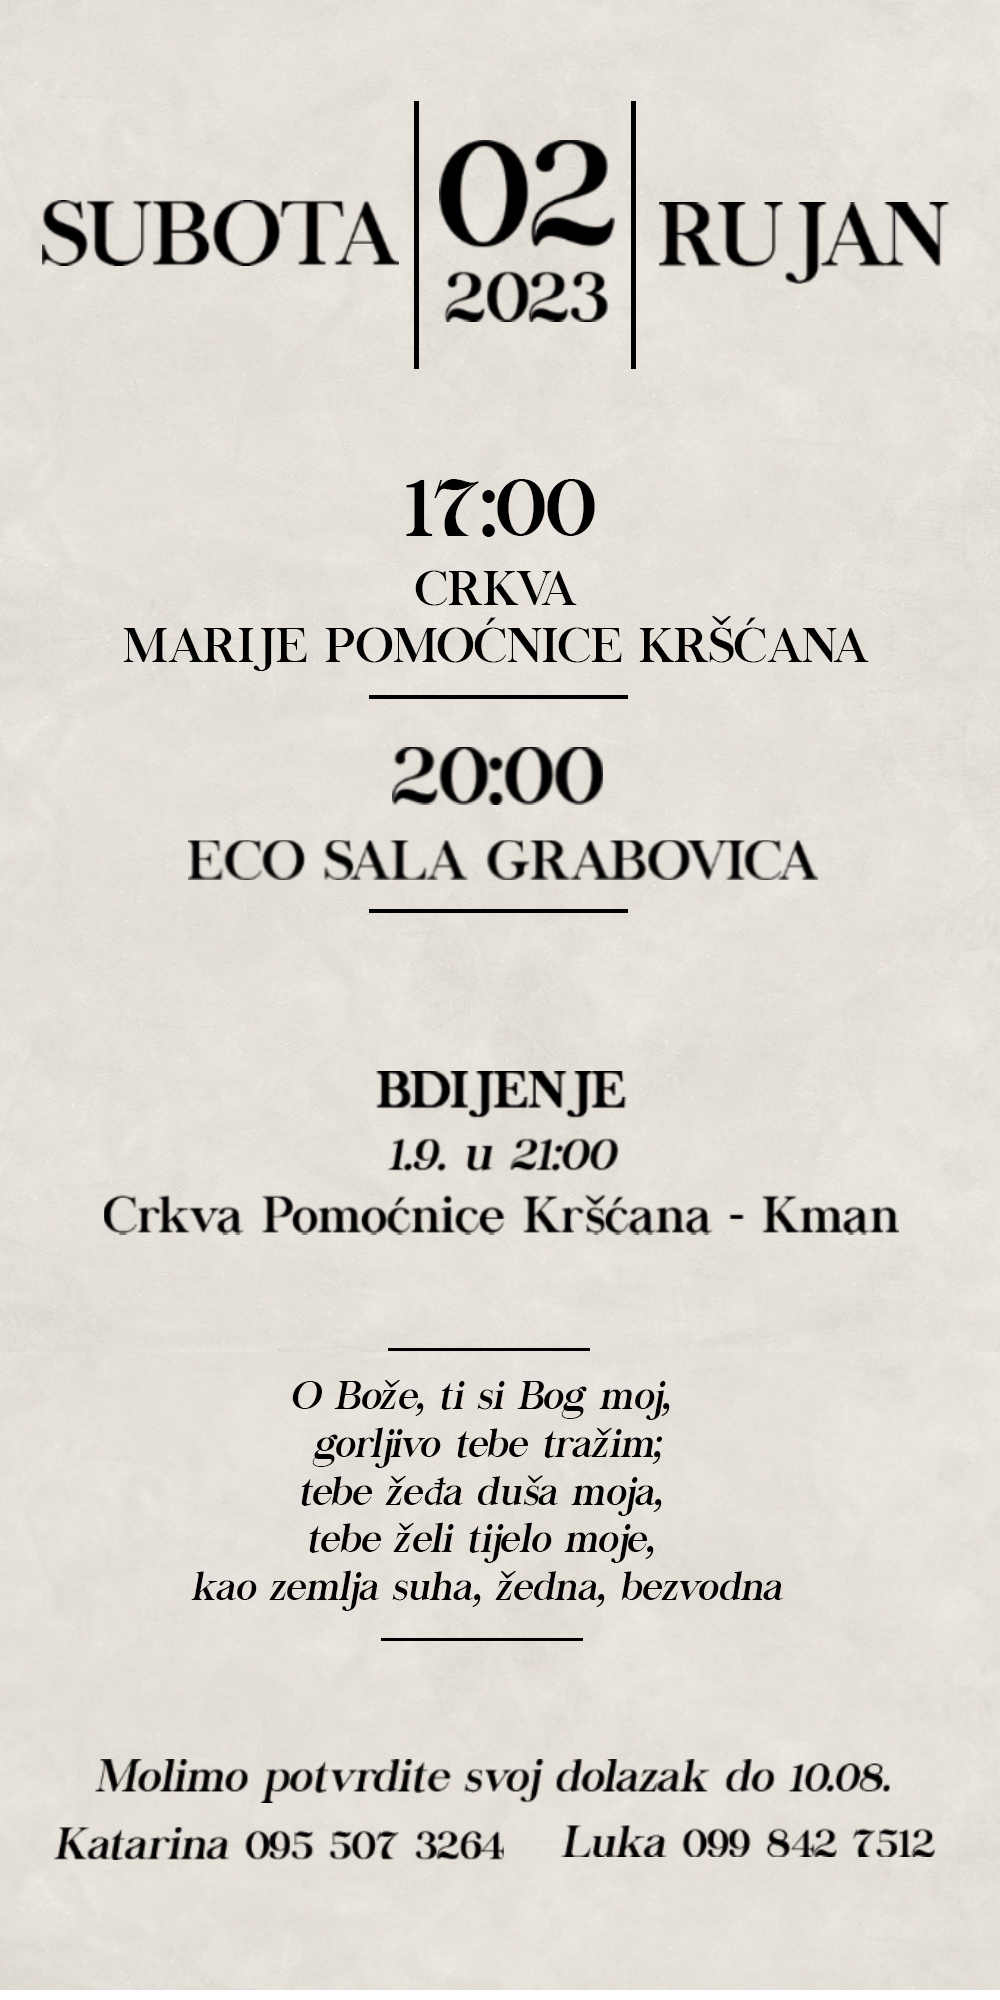 SUBOTA 02 RUJAN
2023
17:00
CRKVA
MARIJE POMOĆNICE KRŠĆANA
20:00
ECO SALA GRABOVICA
BDIJENJE
1.9. u 21:00
Crkva Pomoćnice Kršćana - Kman
O Bože, ti si Bog moj,
gorljivo tebe tražim;
tebe žeđa duša moja,
tebe želi tijelo moje,
kao zemlja suha, žedna, bezvodna
Molimo potvrdite svoj dolazak do 10.08.
Katarina 095 507 3264 Luka 099 842 7512